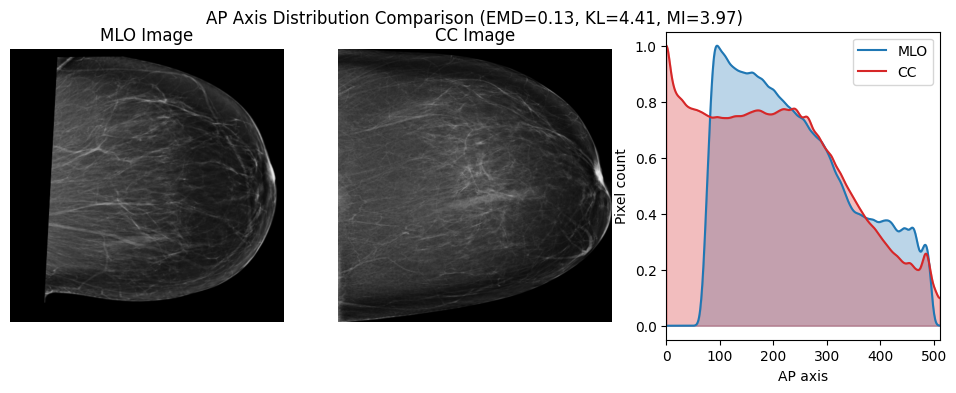 AP Axis Distribution Comparison (EMD=0.13, KL=4.41, MI=3.97)
MLO Image
CC Image
MLO
CC
Pixel count
1.0
0.8
0.6
0.4
0.2
0.0
0 100 200 300 400 500
AP axis